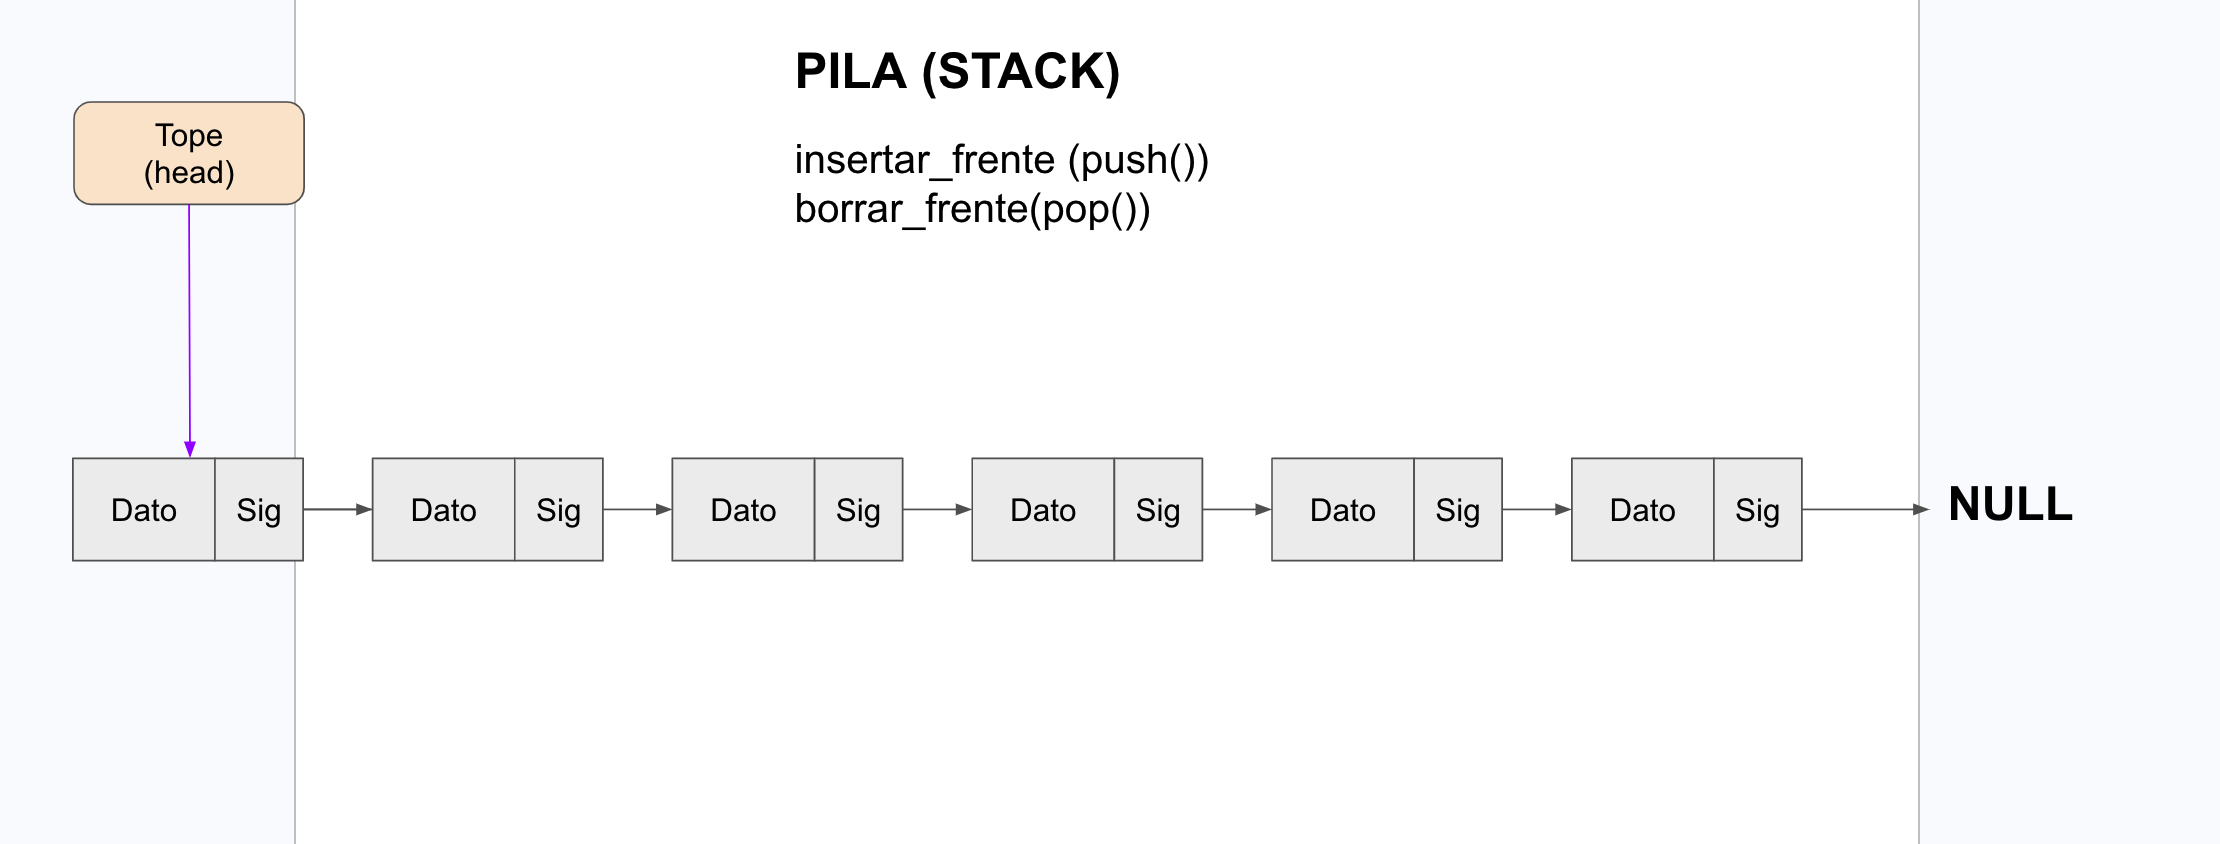 PILA (STACK)
Tope
(head)
insertar_frente (push())
borrar_frente(pop())
Dato Sig Dato Sig Dato Sig Dato Sig Dato Sig Dato Sig NULL